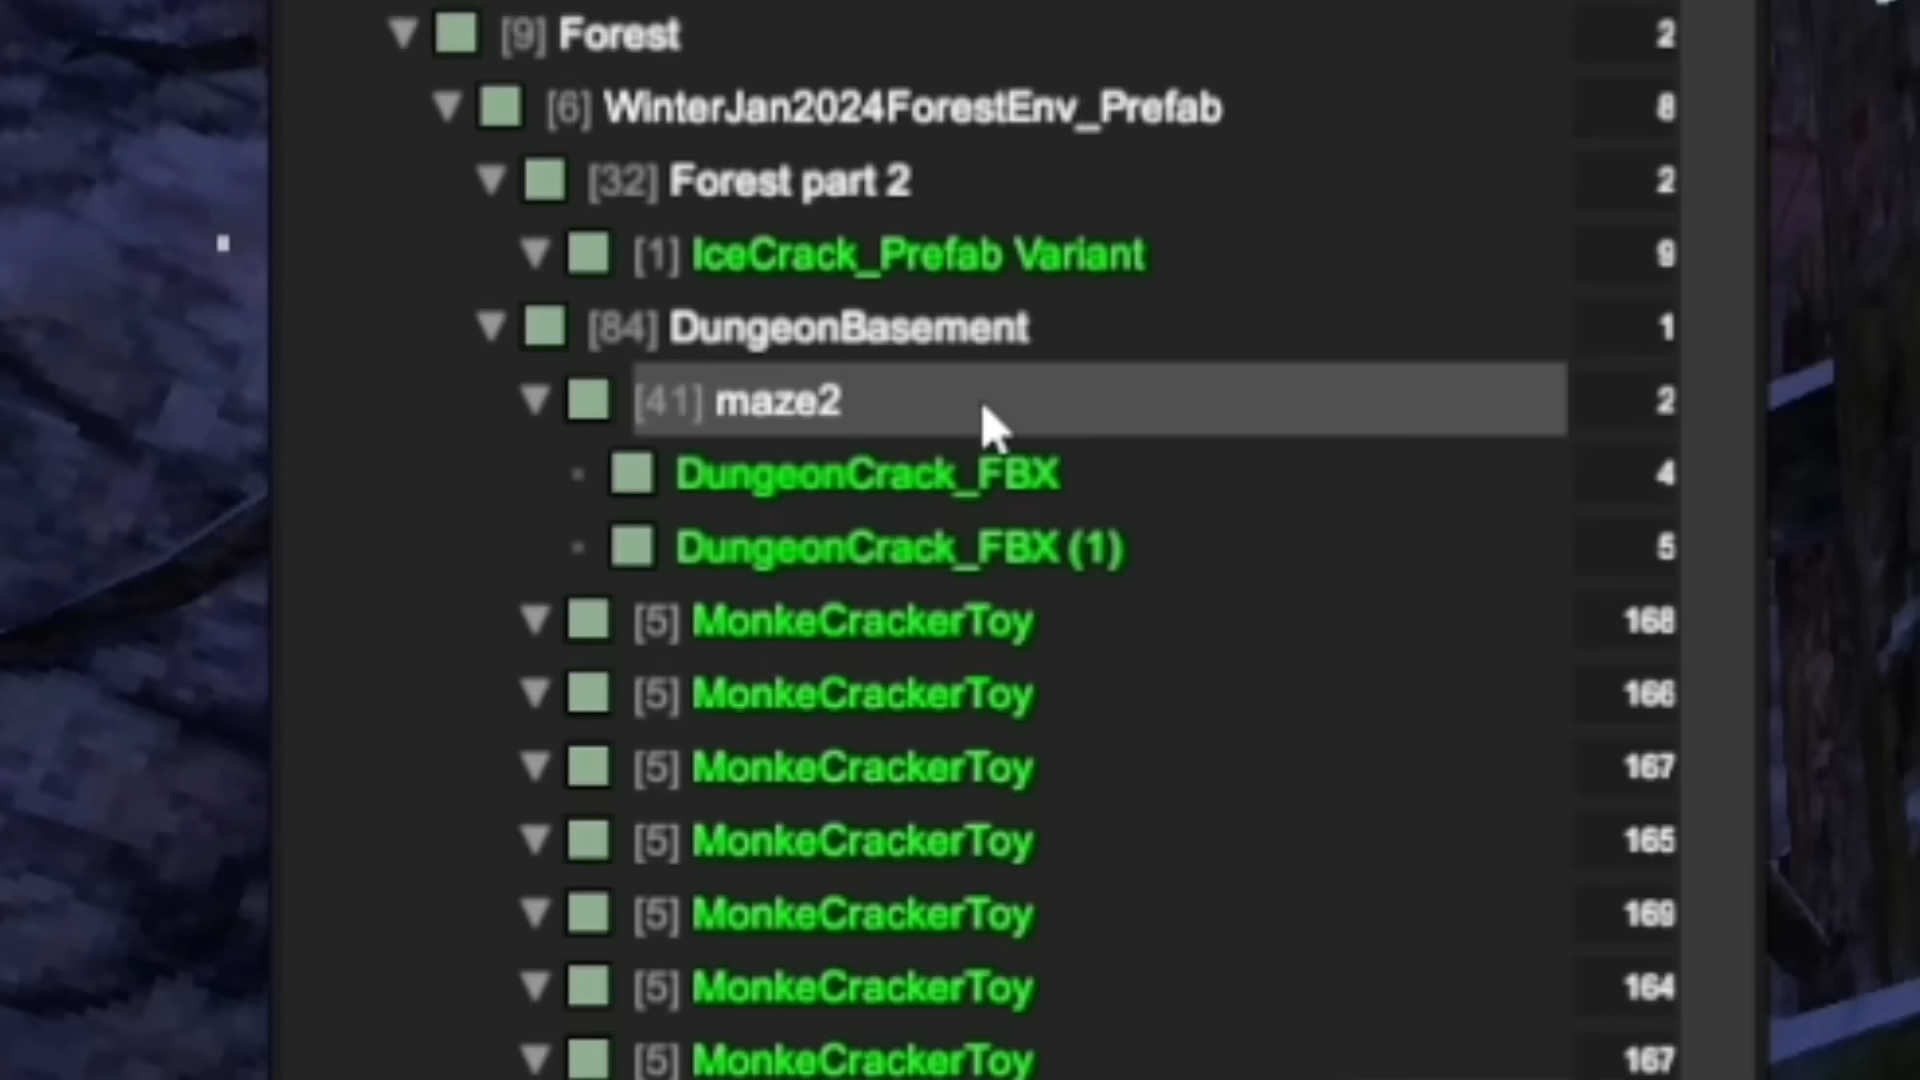 [9] Forest 2
[6] WinterJan2024ForestEnv_Prefab 8
[32] Forest part 2 2
[1] IceCrack_Prefab Variant 9
[84] DungeonBasement 1
[41] maze2 2
DungeonCrack_FBX 4
DungeonCrack_FBX (1) 5
[5] MonkeCrackerToy 168
[5] MonkeCrackerToy 166
[5] MonkeCrackerToy 167
[5] MonkeCrackerToy 165
[5] MonkeCrackerToy 169
[5] MonkeCrackerToy 164
[5] MonkeCrackerToy 167